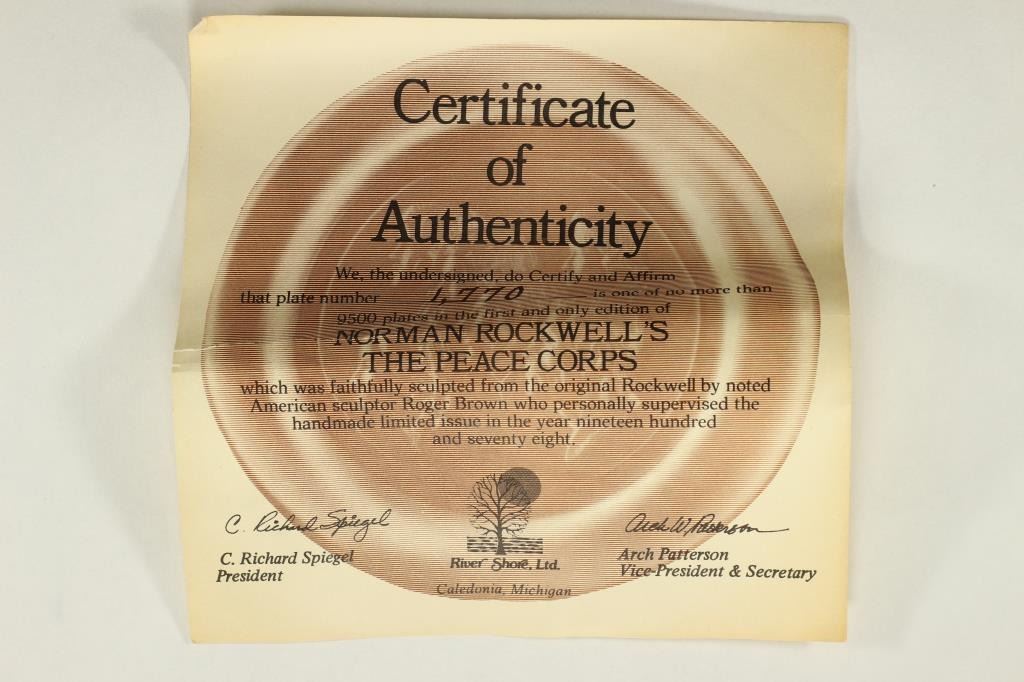 Certificate
of
Authenticity
We, the undersigned, do Certify and Affirm
that plate number 1,770 is one of no more than
9500 plates in the first and only edition of
NORMAN ROCKWELL'S
THE PEACE CORPS
which was faithfully sculpted from the original Rockwell by noted
American sculptor Roger Brown who personally supervised the
handmade limited issue in the year nineteen hundred
and seventy eight.
C. Richard Spiegel
Arch W. Patterson
C. Richard Spiegel
President
River Shore, Ltd.
Caledonia, Michigan
Arch Patterson
Vice-President & Secretary